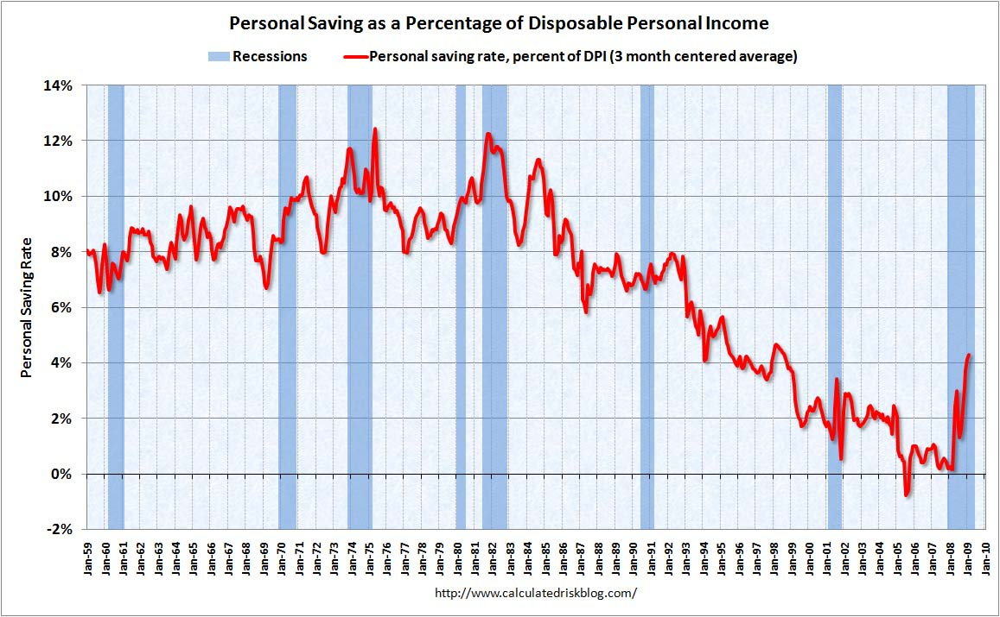 Personal Saving as a Percentage of Disposable Personal Income
Recessions
Personal saving rate, percent of DPI (3 month centered average)
14%
12%
10%
8%
6%
4%
2%
0%
-2%
Personal Saving Rate
Jan-59
Jan-60
Jan-61
Jan-62
Jan-63
Jan-64
Jan-65
Jan-66
Jan-67
Jan-68
Jan-69
Jan-70
Jan-71
Jan-72
Jan-73
Jan-74
Jan-75
Jan-76
Jan-77
Jan-78
Jan-79
Jan-80
Jan-81
Jan-82
Jan-83
Jan-84
Jan-85
Jan-86
Jan-87
Jan-88
Jan-89
Jan-90
Jan-91
Jan-92
Jan-93
Jan-94
Jan-95
Jan-96
Jan-97
Jan-98
Jan-99
Jan-00
Jan-01
Jan-02
Jan-03
Jan-04
Jan-05
Jan-06
Jan-07
Jan-08
Jan-09
Jan-10
http://www.calculatedriskblog.com/